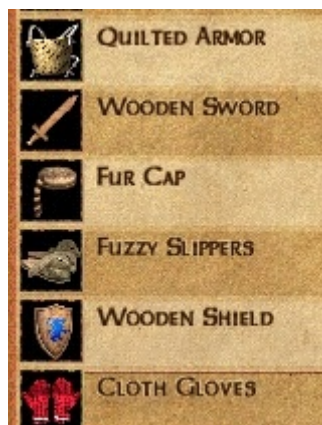 Quilted Armor
Wooden Sword
Fur Cap
Fuzzy Slippers
Wooden Shield
Cloth Gloves